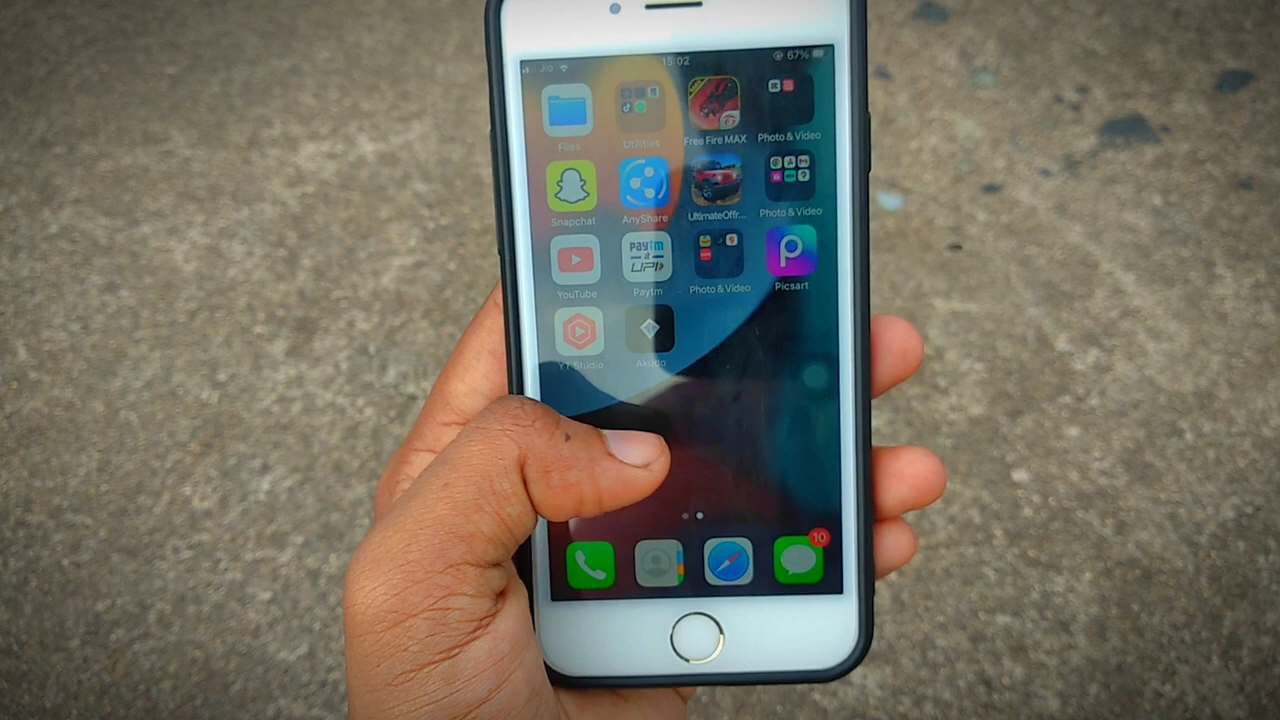 Jio 15:02 67%
Files Utilities Free Fire MAX Photo & Video
Snapchat AnyShare UltimateOffr... Photo & Video
paytm
UPI
YouTube Paytm Photo & Video Picsart
YT Studio Akudo
10